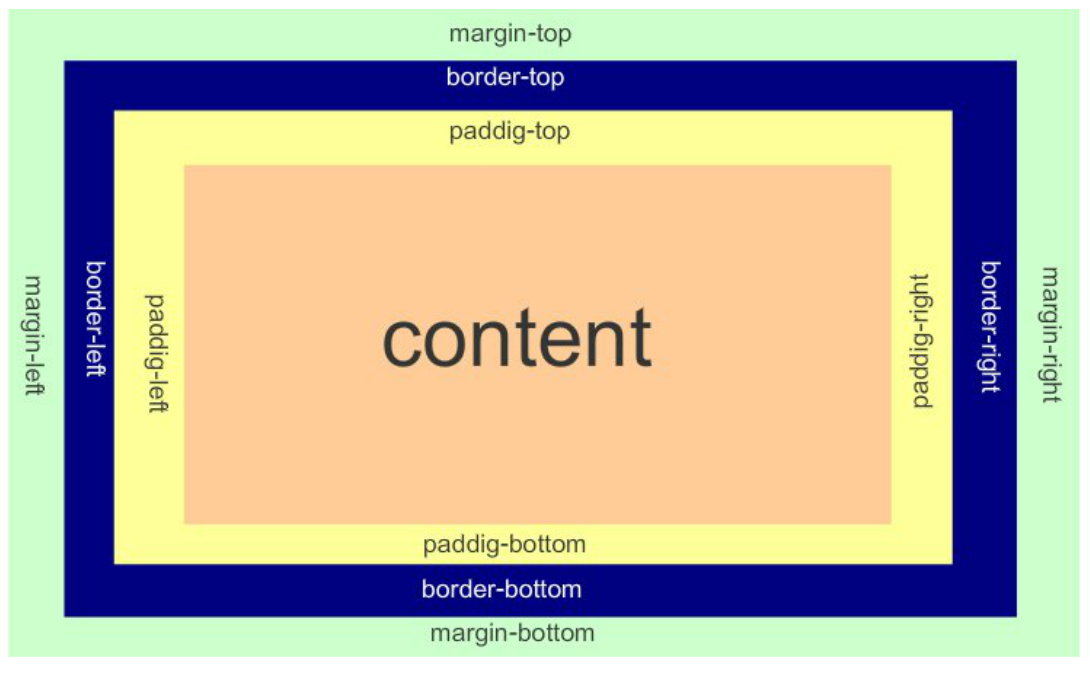 margin-top
border-top
paddig-top
margin-left
border-left
paddig-left
content
paddig-right
border-right
margin-right
paddig-bottom
border-bottom
margin-bottom